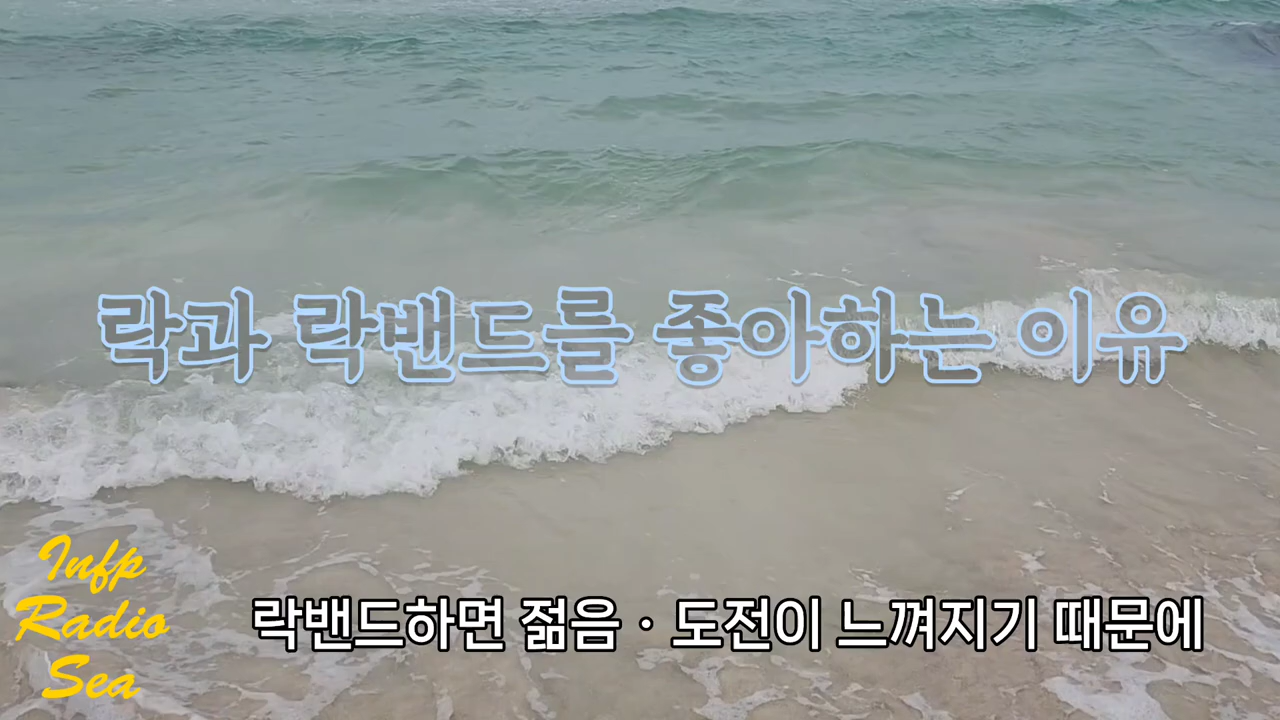 락과 락밴드를 좋아하는 이유
Infp
Radio
Sea
락밴드하면 젊음 · 도전이 느껴지기 때문에